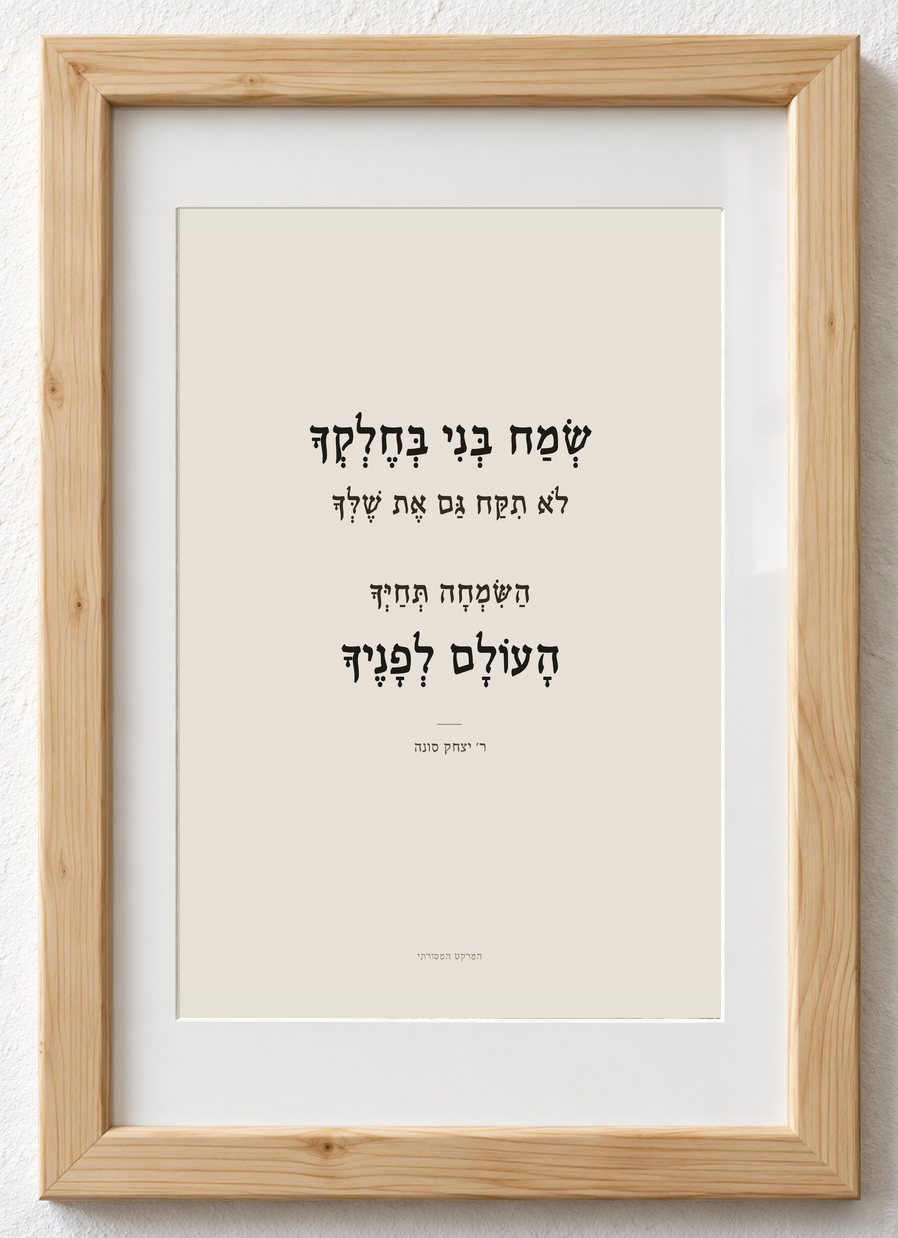 שְׂמַח בְּנִי בְּחֶלְקְךָ
לֹא תִקַּח גַּם אֶת שֶׁלְּךָ
הַשִּׂמְחָה תְּחַיְּךָ
הָעוֹלָם לְפָנֶיךָ
ר׳ יצחק סונה
המרקט המסורתי